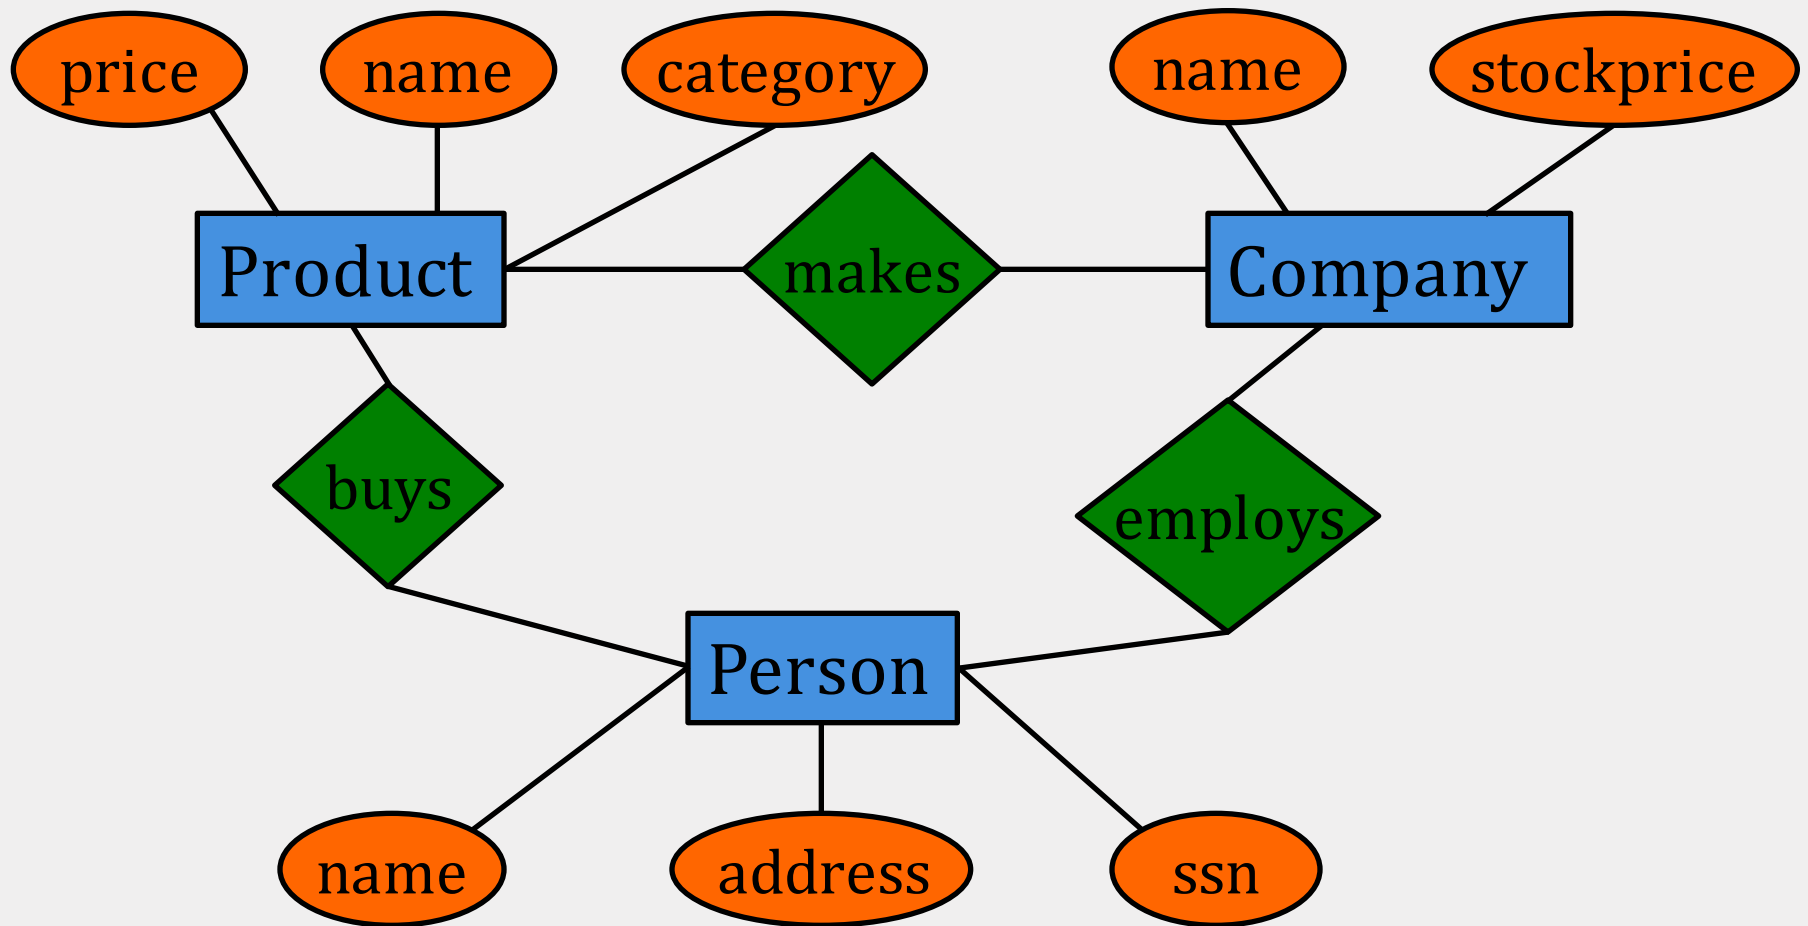 price
name
category
name
stockprice
Product
makes
Company
buys
employs
Person
name
address
ssn